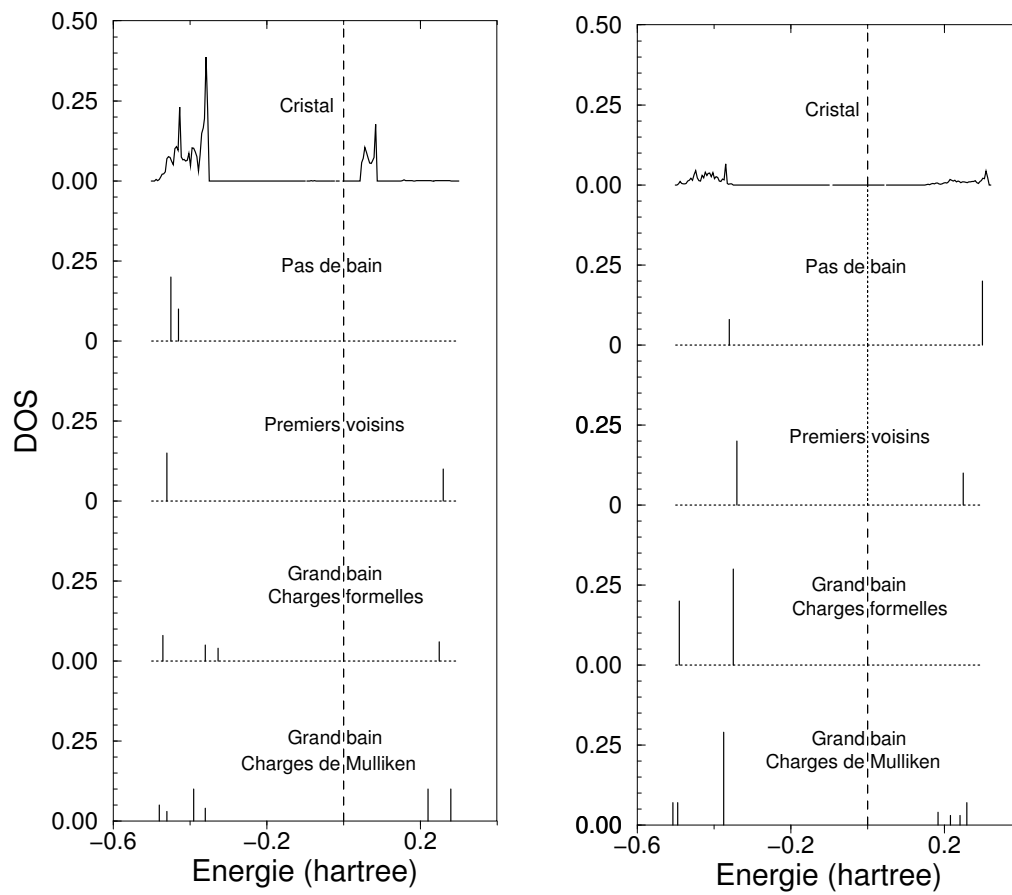 0.50
0.25
Cristal
0.00
Pas de bain
0.25
0
DOS
Premiers voisins
0.25
0
Grand bain
0.25
Charges formelles
0.00
Grand bain
0.25
Charges de Mulliken
0.00
−0.6
−0.2
0.2
Energie (hartree)
0.50
0.25
Cristal
0.00
Pas de bain
0.25
0
Premiers voisins
0.25
0
Grand bain
0.25
Charges formelles
0.00
Grand bain
0.25
Charges de Mulliken
0.00
−0.6
−0.2
0.2
Energie (hartree)